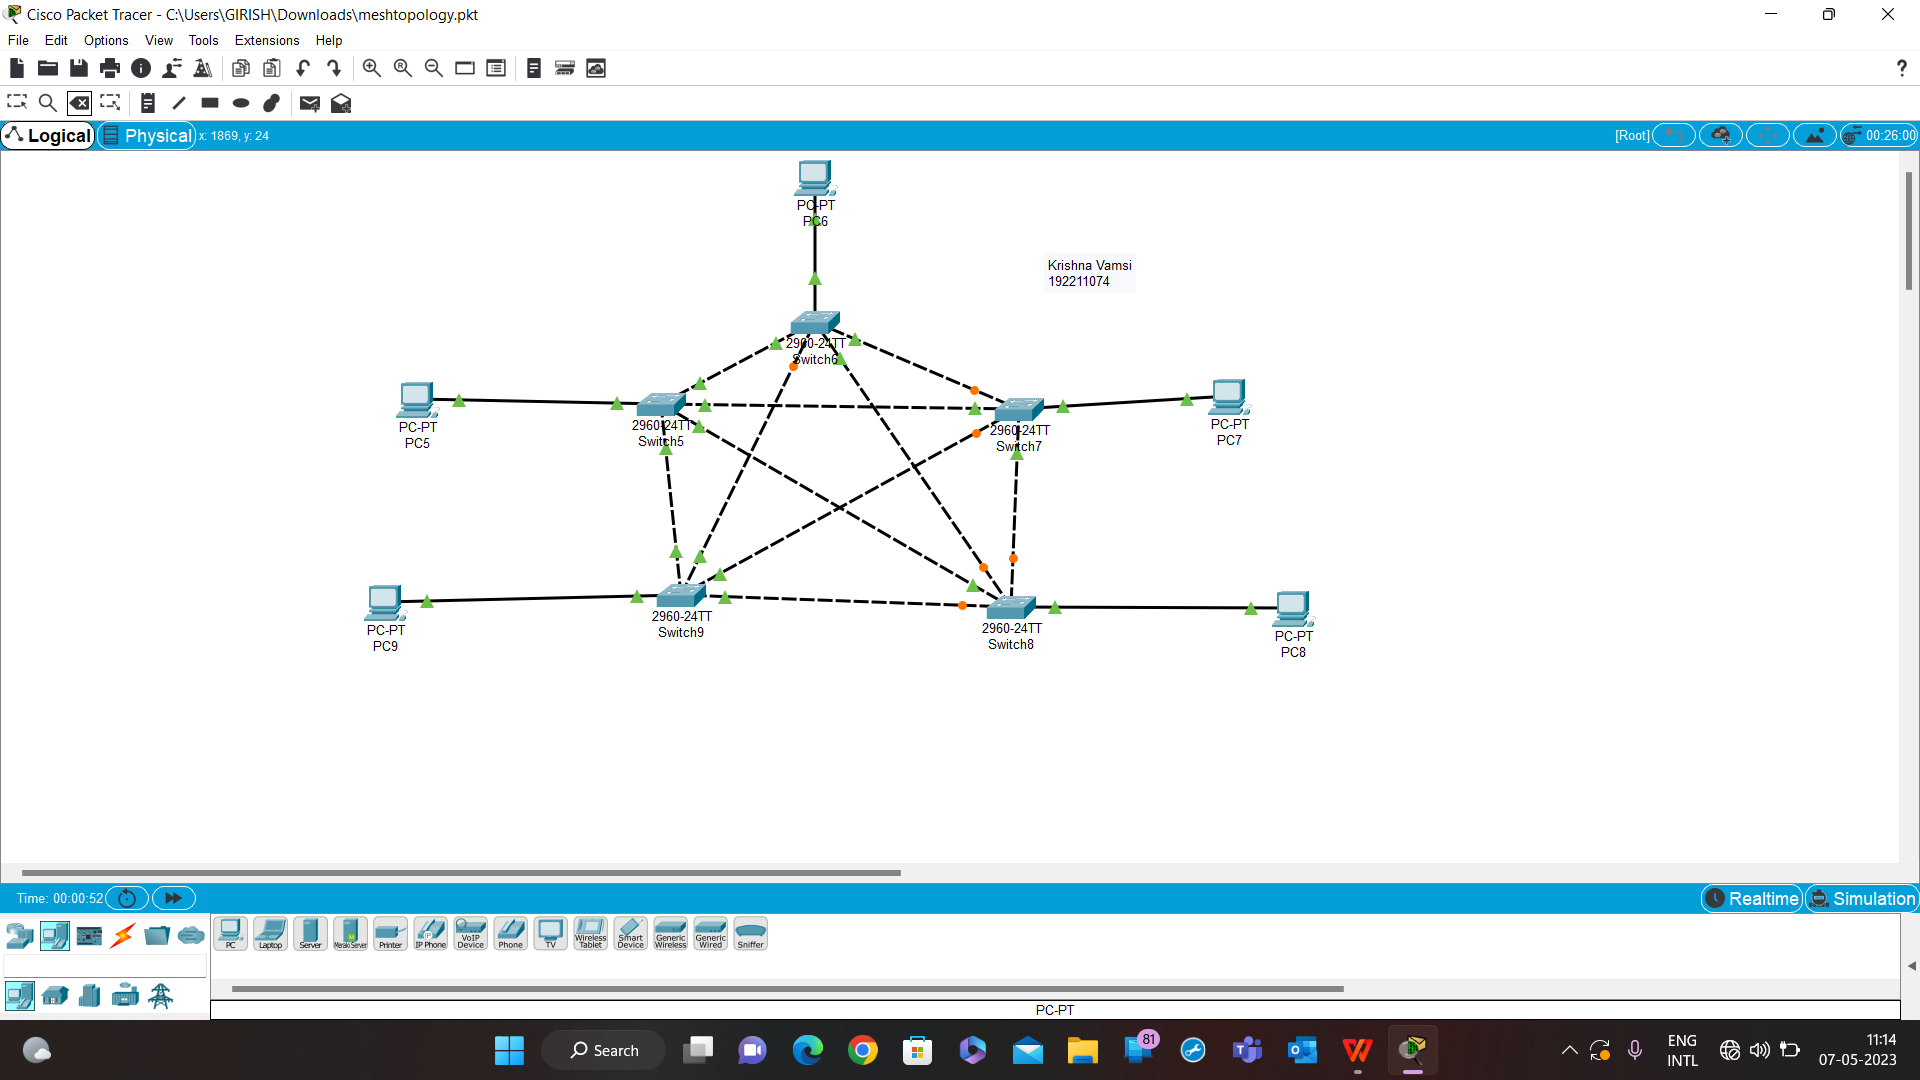 Cisco Packet Tracer - C:\Users\GIRISH\Downloads\meshtopology.pkt
File Edit Options View Tools Extensions Help
?
Logical Physical x: 1869, y: 24 [Root] 00:26:00
PC-PT
PC6
Krishna Vamsi
192211074
2960-24TT
Switch6
PC-PT
PC5
2960-24TT
Switch5
2960-24TT
Switch7
PC-PT
PC7
PC-PT
PC9
2960-24TT
Switch9
2960-24TT
Switch8
PC-PT
PC8
Time: 00:00:52 Realtime Simulation
PC Laptop Server Meraki Server Printer IP Phone VoIP Device Phone TV Wireless Tablet Smart Device Generic Wireless Generic Wired Sniffer
PC-PT
Search 81 ENG INTL 11:14 07-05-2023